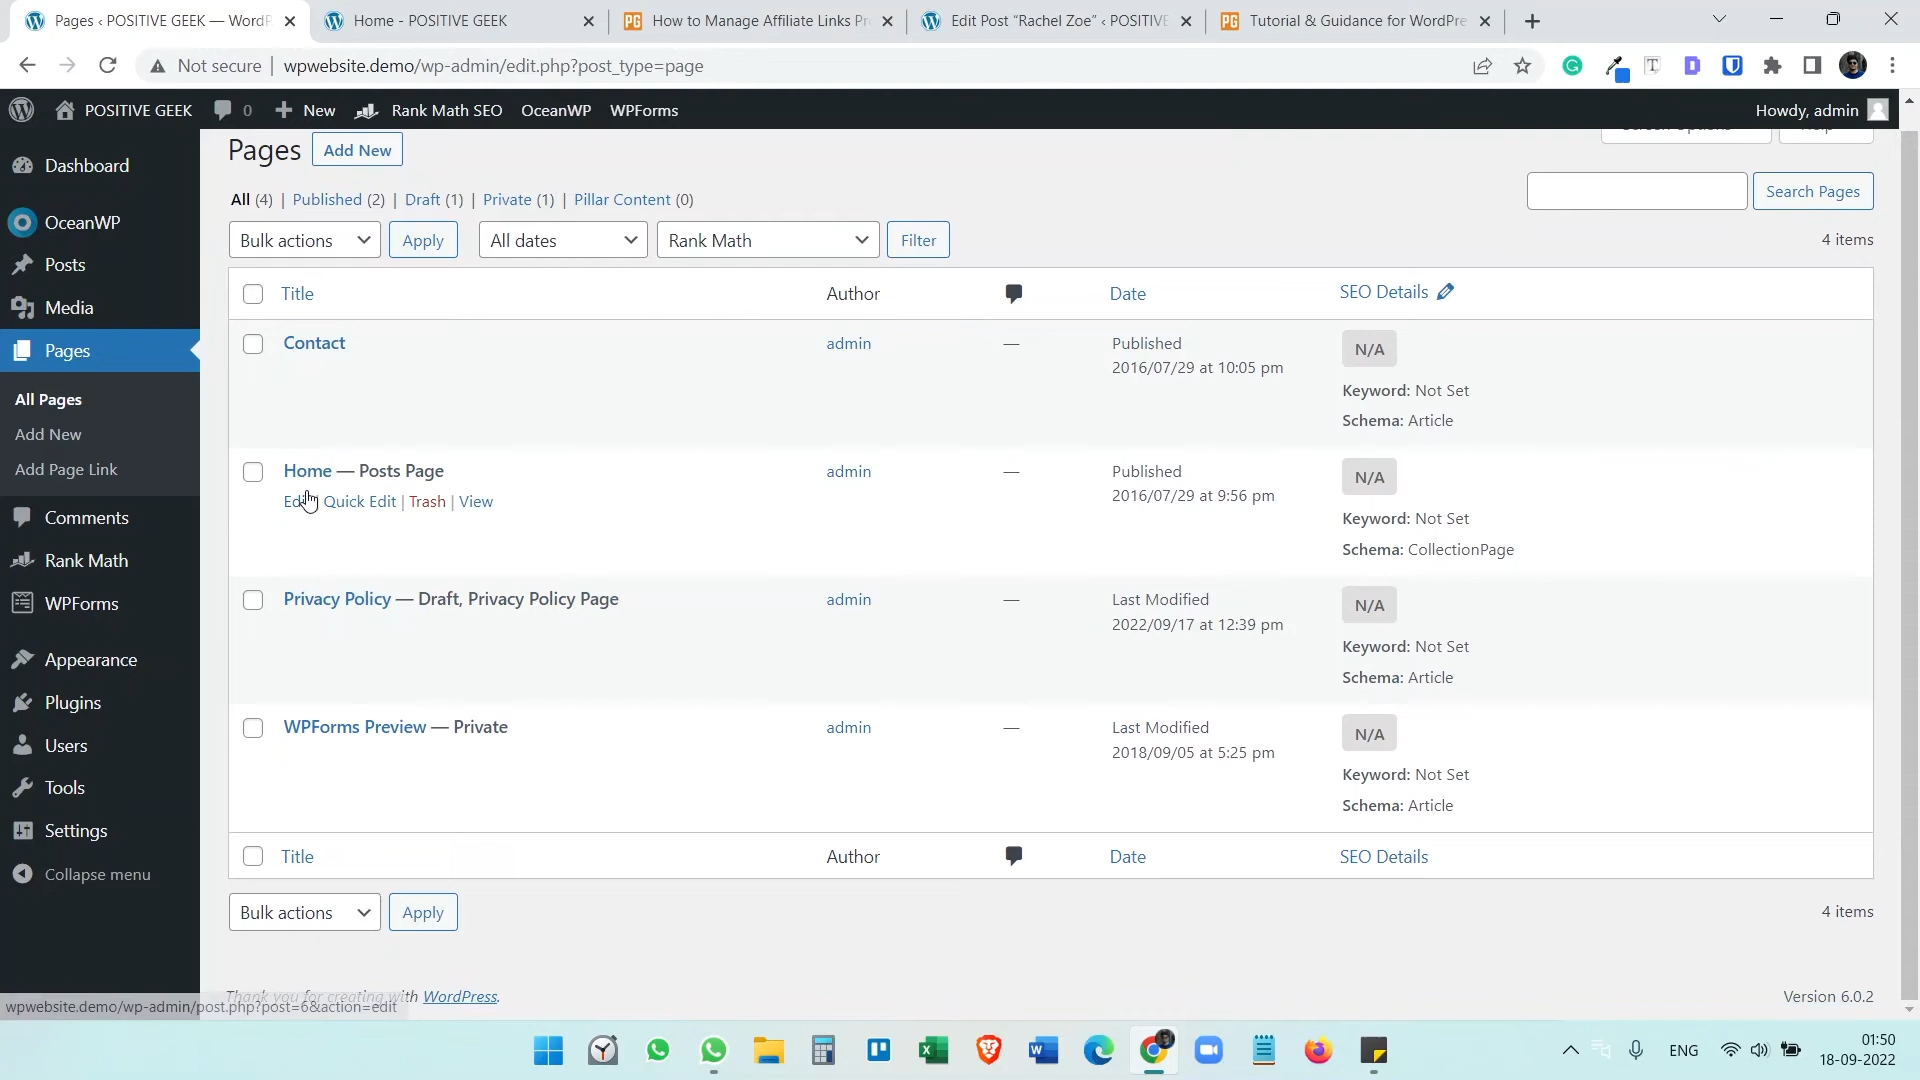 Pages ‹ POSITIVE GEEK — WordP
Home - POSITIVE GEEK
How to Manage Affiliate Links Pr
Edit Post “Rachel Zoe” ‹ POSITIVE
Tutorial & Guidance for WordPre
Not secure | wpwebsite.demo/wp-admin/edit.php?post_type=page
POSITIVE GEEK 0 New Rank Math SEO OceanWP WPForms Howdy, admin
Dashboard
OceanWP
Posts
Media
Pages
All Pages
Add New
Add Page Link
Comments
Rank Math
WPForms
Appearance
Plugins
Users
Tools
Settings
Collapse menu
Pages Add New
All (4) | Published (2) | Draft (1) | Private (1) | Pillar Content (0)
Search Pages
Bulk actions Apply All dates Rank Math Filter 4 items
Title Author Date SEO Details
Contact admin — Published
2016/07/29 at 10:05 pm
N/A
Keyword: Not Set
Schema: Article
Home — Posts Page admin — Published
2016/07/29 at 9:56 pm
Edit Quick Edit | Trash | View
N/A
Keyword: Not Set
Schema: CollectionPage
Privacy Policy — Draft, Privacy Policy Page admin — Last Modified
2022/09/17 at 12:39 pm
N/A
Keyword: Not Set
Schema: Article
WPForms Preview — Private admin — Last Modified
2018/09/05 at 5:25 pm
N/A
Keyword: Not Set
Schema: Article
Title Author Date SEO Details
Bulk actions Apply 4 items
Thank you for creating with WordPress.
Version 6.0.2
wpwebsite.demo/wp-admin/post.php?post=6&action=edit
ENG
01:50
18-09-2022